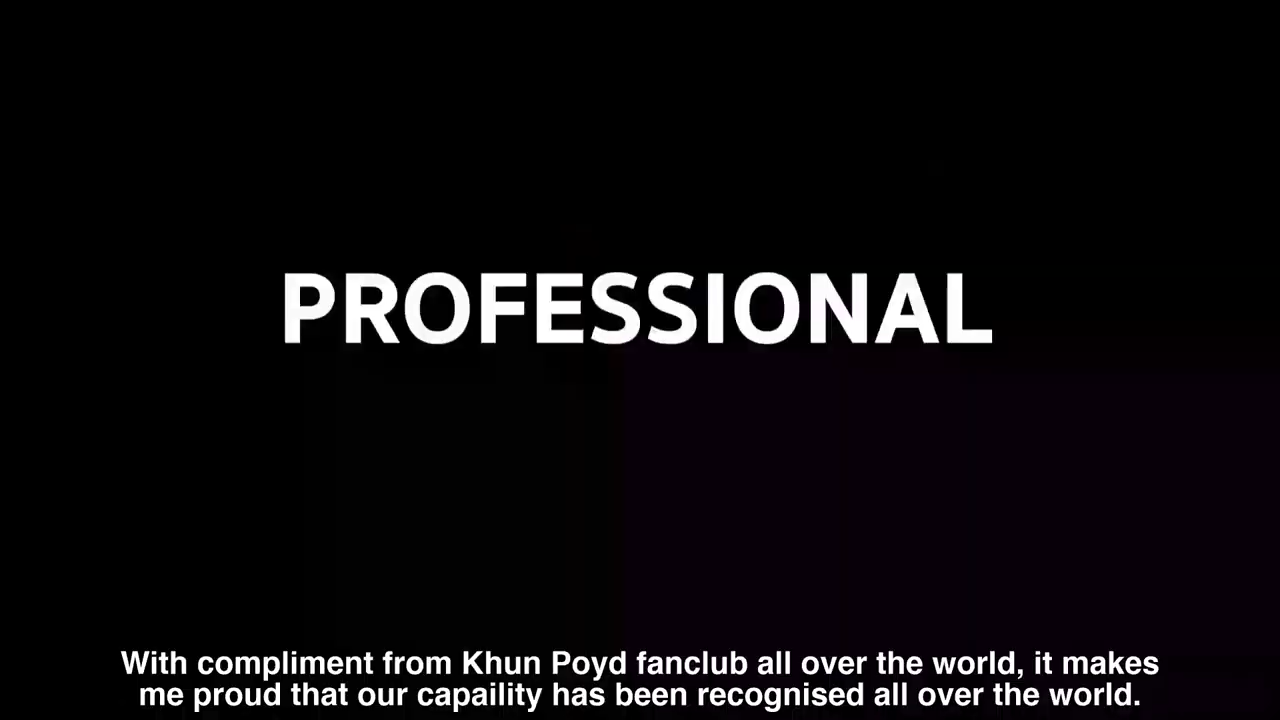 PROFESSIONAL
With compliment from Khun Poyd fanclub all over the world, it makes
me proud that our capaility has been recognised all over the world.